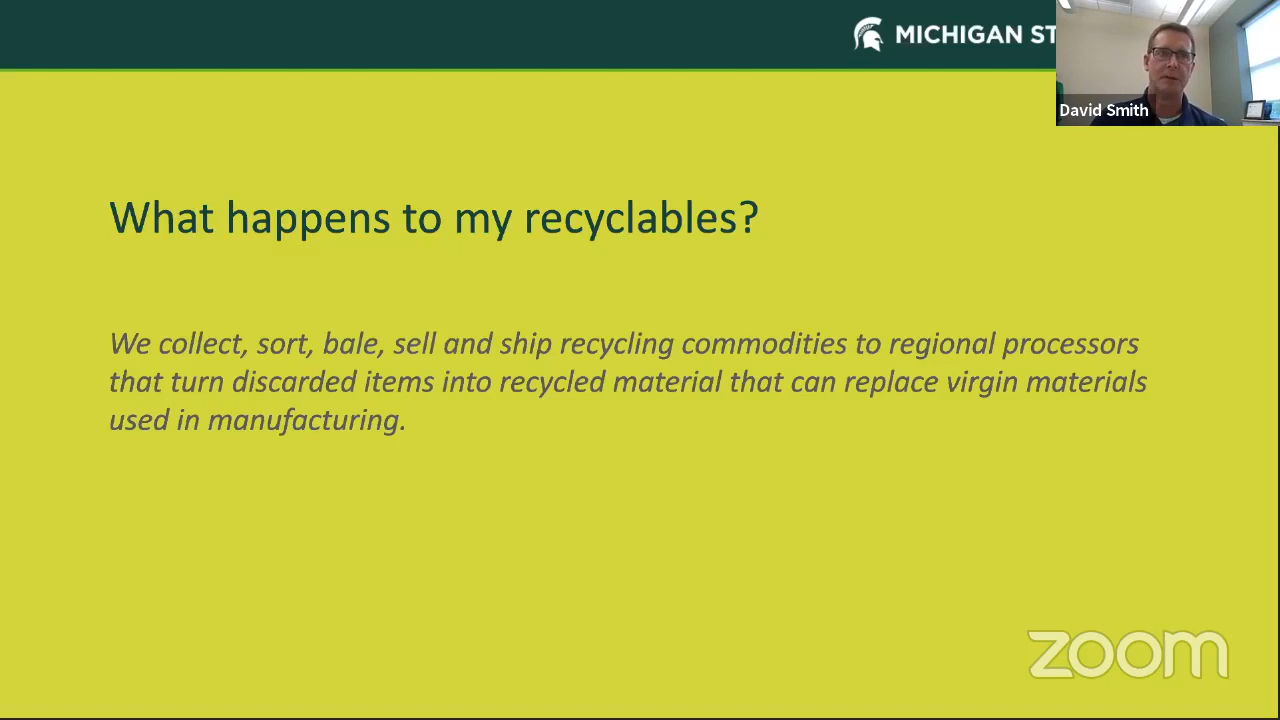 MICHIGAN ST
David Smith
What happens to my recyclables?
We collect, sort, bale, sell and ship recycling commodities to regional processors
that turn discarded items into recycled material that can replace virgin materials
used in manufacturing.
zoom